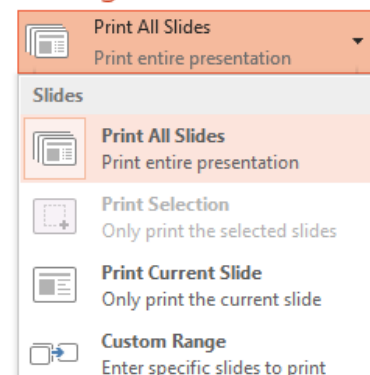 Print All Slides
Print entire presentation
Slides
Print All Slides
Print entire presentation
Print Selection
Only print the selected slides
Print Current Slide
Only print the current slide
Custom Range
Enter specific slides to print